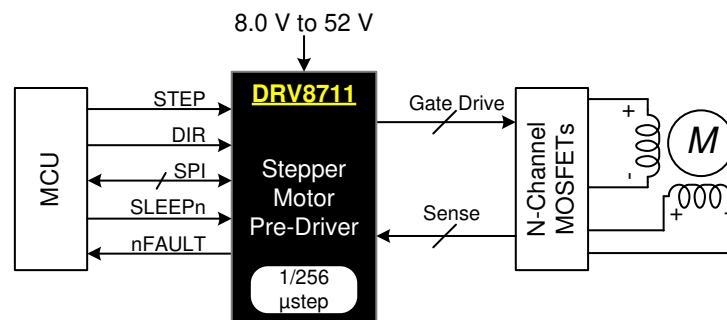 8.0 V to 52 V
MCU
STEP
DIR
SPI
SLEEPn
nFAULT
DRV8711
Stepper
Motor
Pre-Driver
1/256
µstep
Gate Drive
Sense
N-Channel
MOSFETs
+
-
M
+
-